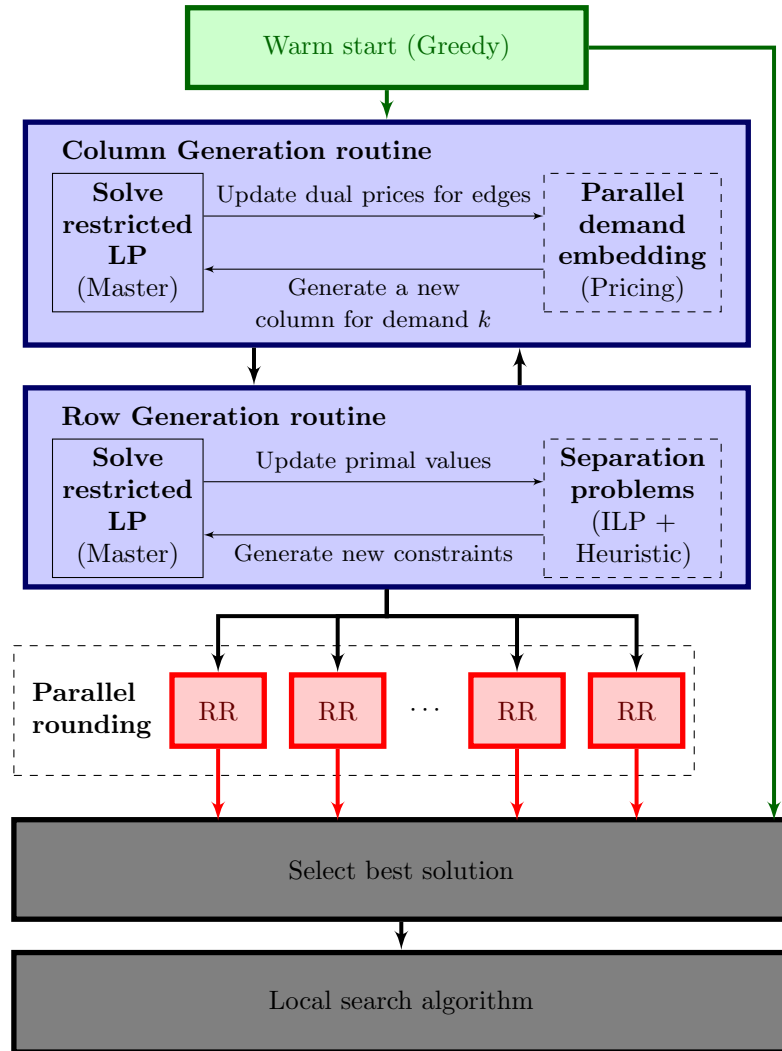 Warm start (Greedy)
Column Generation routine
Solve
restricted
LP
(Master)
Update dual prices for edges
Generate a new
column for demand k
Parallel
demand
embedding
(Pricing)
Row Generation routine
Solve
restricted
LP
(Master)
Update primal values
Generate new constraints
Separation
problems
(ILP +
Heuristic)
Parallel
rounding
RR
RR
···
RR
RR
Select best solution
Local search algorithm